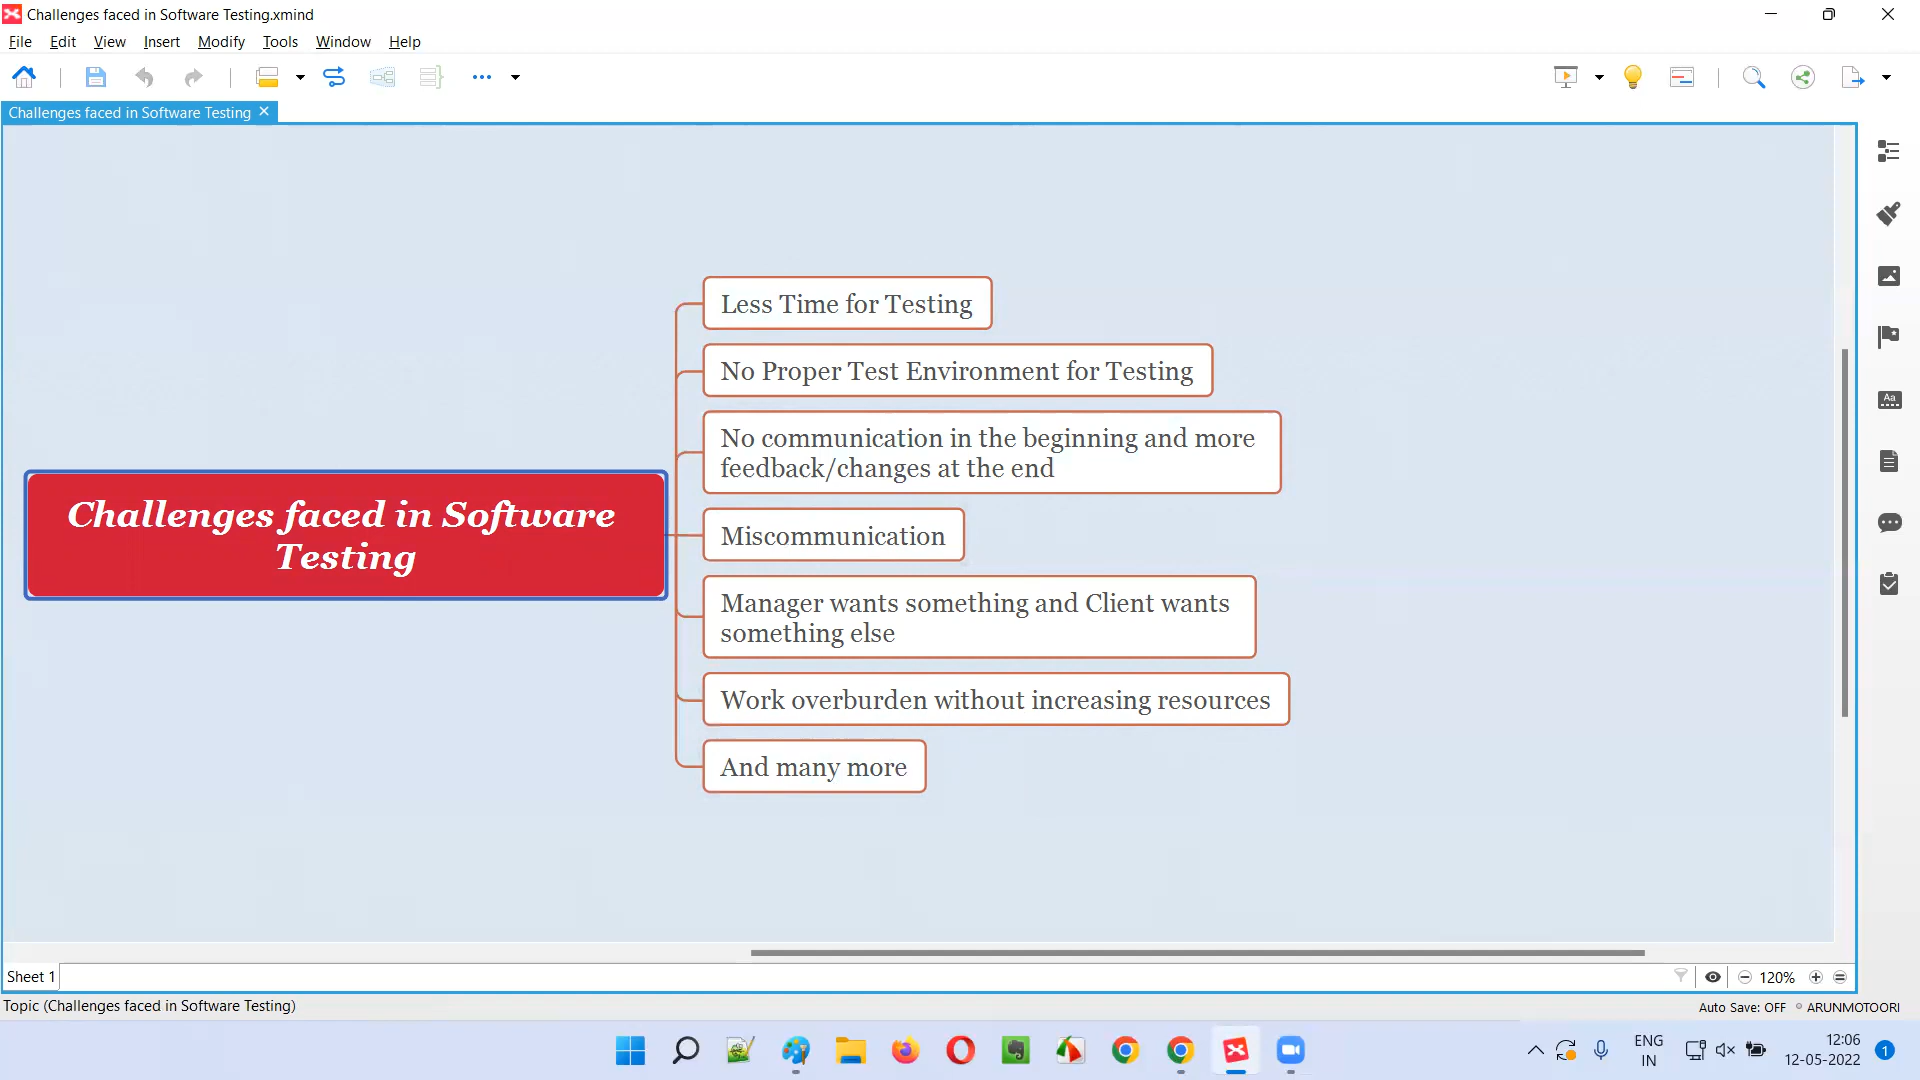 Challenges faced in Software Testing.xmind
File Edit View Insert Modify Tools Window Help
Challenges faced in Software Testing
Less Time for Testing
No Proper Test Environment for Testing
No communication in the beginning and more
feedback/changes at the end
Challenges faced in Software
Testing
Miscommunication
Manager wants something and Client wants
something else
Work overburden without increasing resources
And many more
Aa
Sheet 1
120%
Topic (Challenges faced in Software Testing)
Auto Save: OFF ARUNMOTOORI
ENG
IN
12:06
12-05-2022
1